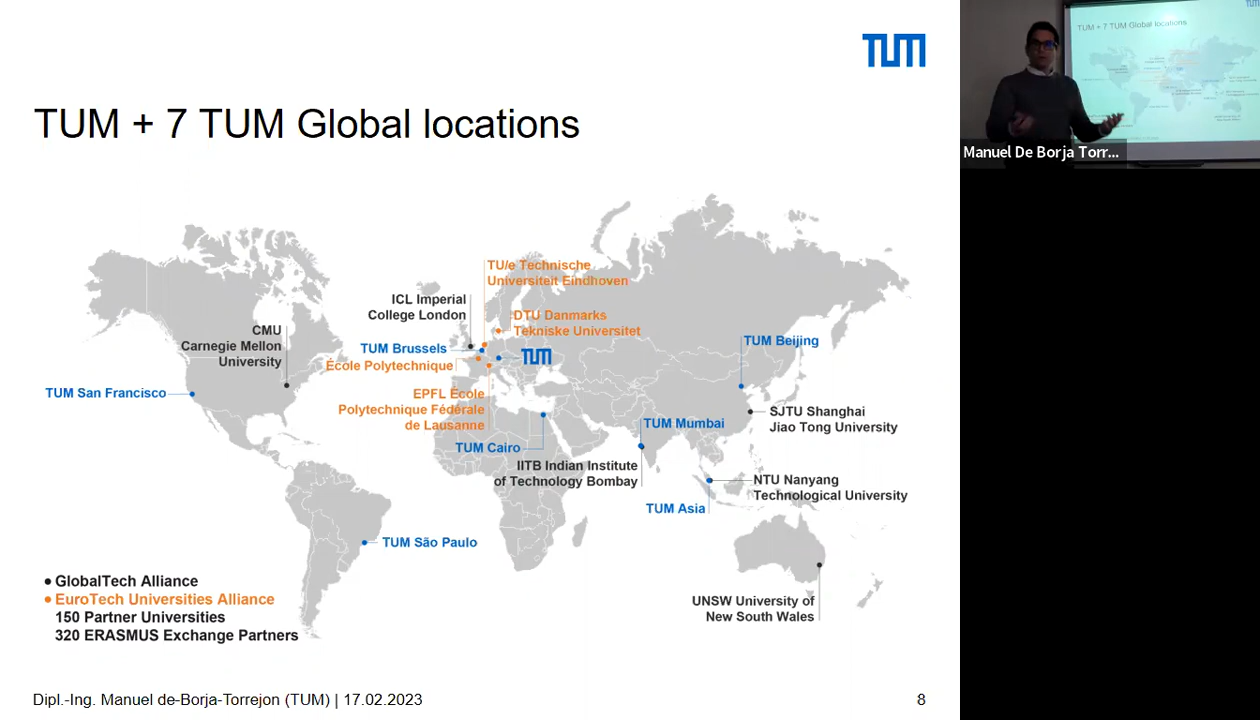 TUM
TUM + 7 TUM Global locations
TU/e Technische
Universiteit Eindhoven
ICL Imperial
College London
DTU Danmarks
Tekniske Universitet
CMU
Carnegie Mellon
University
TUM Brussels
TUM
École Polytechnique
TUM Beijing
TUM San Francisco
EPFL École
Polytechnique Fédérale
de Lausanne
SJTU Shanghai
Jiao Tong University
TUM Mumbai
TUM Cairo
IITB Indian Institute
of Technology Bombay
NTU Nanyang
Technological University
TUM Asia
TUM São Paulo
UNSW University of
New South Wales
• GlobalTech Alliance
• EuroTech Universities Alliance
150 Partner Universities
320 ERASMUS Exchange Partners
Dipl.-Ing. Manuel de-Borja-Torrejon (TUM) | 17.02.2023
8
TUM + 7 TUM Global locations
Manuel De Borja Torr...